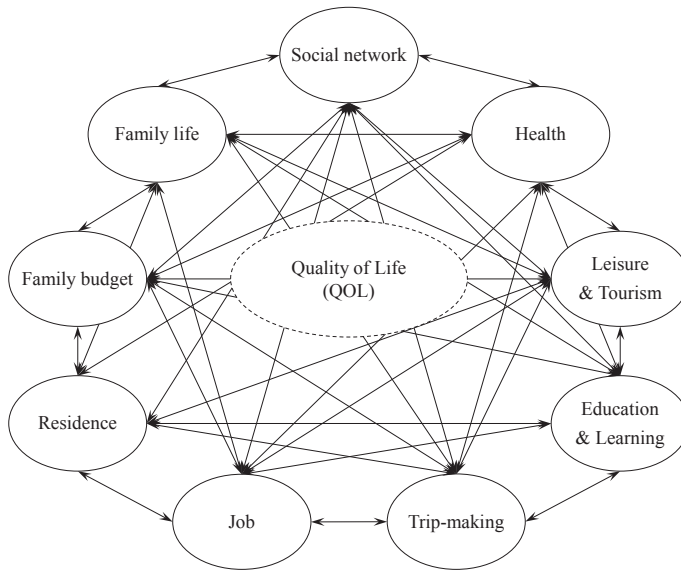 Social network
Family life
Health
Family budget
Quality of Life
(QOL)
Leisure
& Tourism
Residence
Education
& Learning
Job
Trip-making